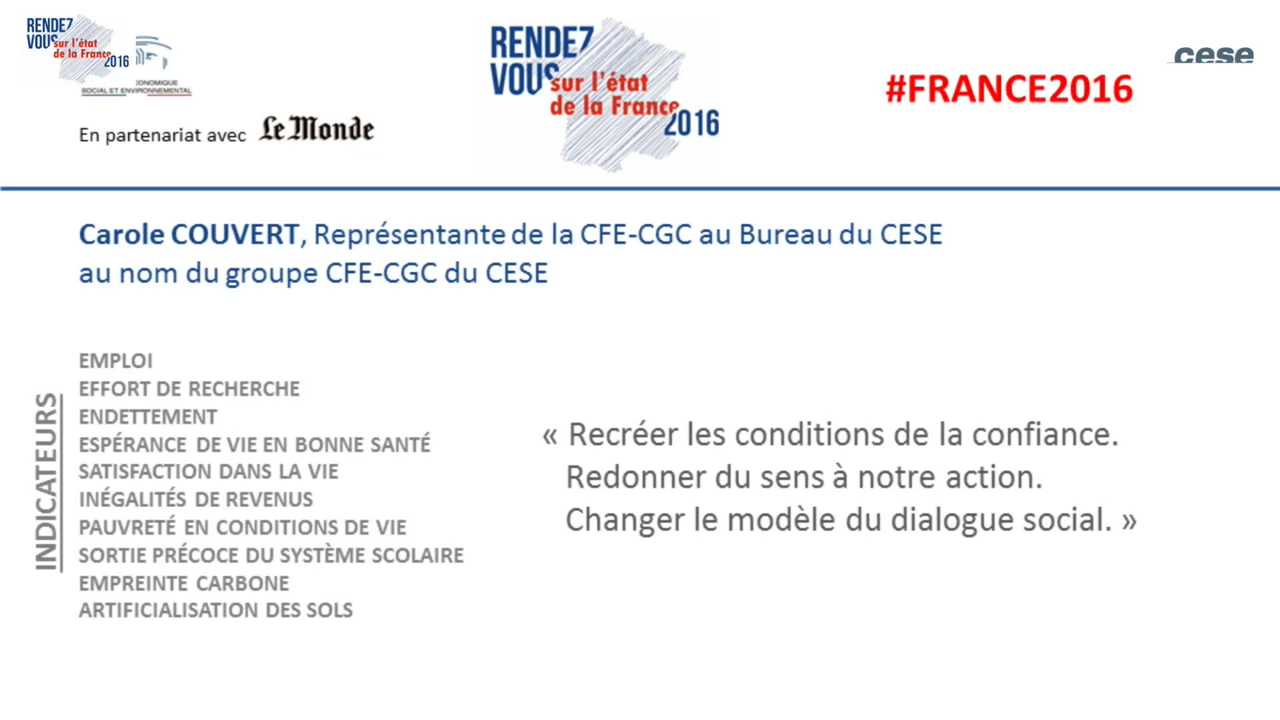 RENDEZ
VOUS sur l'état
de la France
2016
ONOMIQUE
SOCIAL ET ENVIRONNEMENTAL
En partenariat avec Le Monde
RENDEZ
VOUS sur l'état
de la France
2016
#FRANCE2016
cese
Carole COUVERT, Représentante de la CFE-CGC au Bureau du CESE
au nom du groupe CFE-CGC du CESE
INDICATEURS
EMPLOI
EFFORT DE RECHERCHE
ENDETTEMENT
ESPÉRANCE DE VIE EN BONNE SANTÉ
SATISFACTION DANS LA VIE
INÉGALITÉS DE REVENUS
PAUVRETÉ EN CONDITIONS DE VIE
SORTIE PRÉCOCE DU SYSTÈME SCOLAIRE
EMPREINTE CARBONE
ARTIFICIALISATION DES SOLS
« Recréer les conditions de la confiance.
Redonner du sens à notre action.
Changer le modèle du dialogue social. »